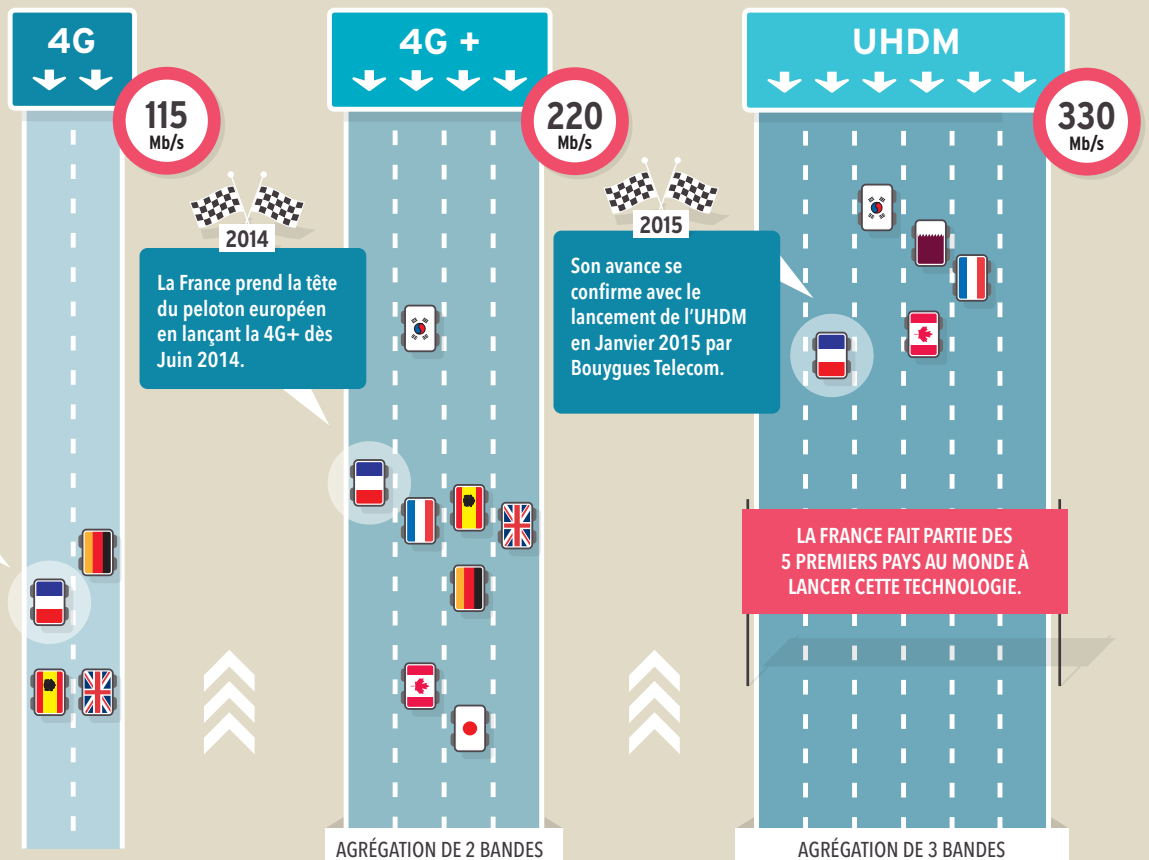 4G
115
Mb/s
2014
La France prend la tête
du peloton européen
en lançant la 4G+ dès
Juin 2014.
4G +
220
Mb/s
2015
Son avance se
confirme avec le
lancement de l'UHDM
en Janvier 2015 par
Bouygues Telecom.
UHDM
330
Mb/s
LA FRANCE FAIT PARTIE DES
5 PREMIERS PAYS AU MONDE À
LANCER CETTE TECHNOLOGIE.
AGRÉGATION DE 2 BANDES
AGRÉGATION DE 3 BANDES